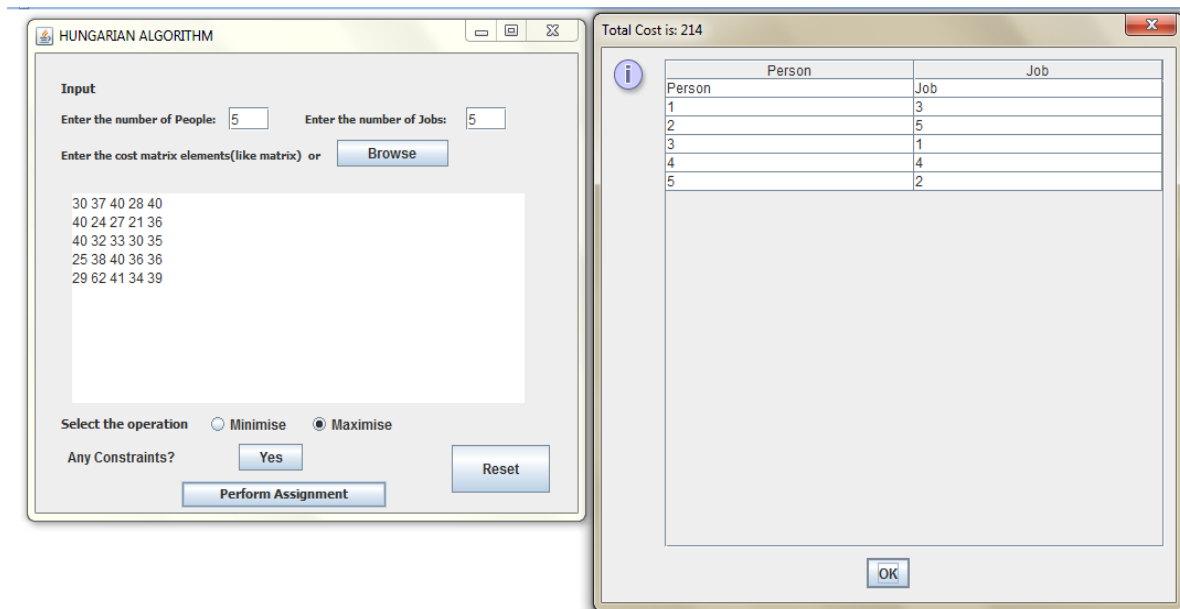 HUNGARIAN ALGORITHM
Input
Enter the number of People: 5 Enter the number of Jobs: 5
Enter the cost matrix elements(like matrix) or Browse
30 37 40 28 40
40 24 27 21 36
40 32 33 30 35
25 38 40 36 36
29 62 41 34 39
Select the operation Minimise Maximise
Any Constraints? Yes
Reset
Perform Assignment
Total Cost is: 214
Person Job
Person Job
1 3
2 5
3 1
4 4
5 2
OK